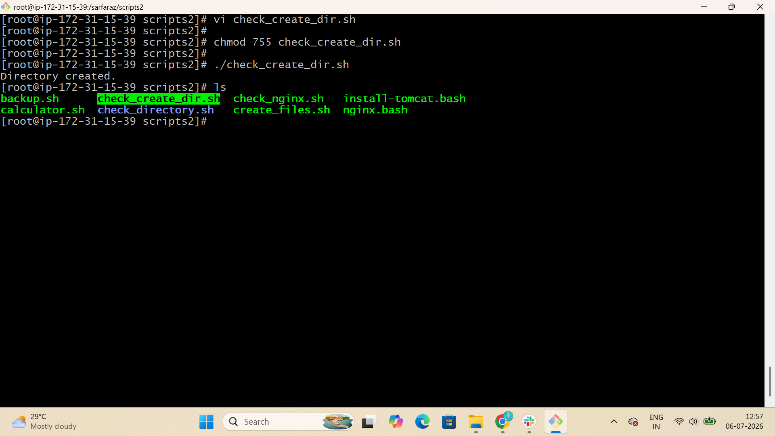 root@ip-172-31-15-39:/sarfaraz/scripts2
[root@ip-172-31-15-39 scripts2]# vi check_create_dir.sh
[root@ip-172-31-15-39 scripts2]#
[root@ip-172-31-15-39 scripts2]# chmod 755 check_create_dir.sh
[root@ip-172-31-15-39 scripts2]#
[root@ip-172-31-15-39 scripts2]# ./check_create_dir.sh
Directory created.
[root@ip-172-31-15-39 scripts2]# ls
backup.sh check_create_dir.sh check_nginx.sh install-tomcat.bash
calculator.sh check_directory.sh create_files.sh nginx.bash
[root@ip-172-31-15-39 scripts2]#
29°C
Mostly cloudy
Search
1
ENG
IN
12:57
06-07-2026